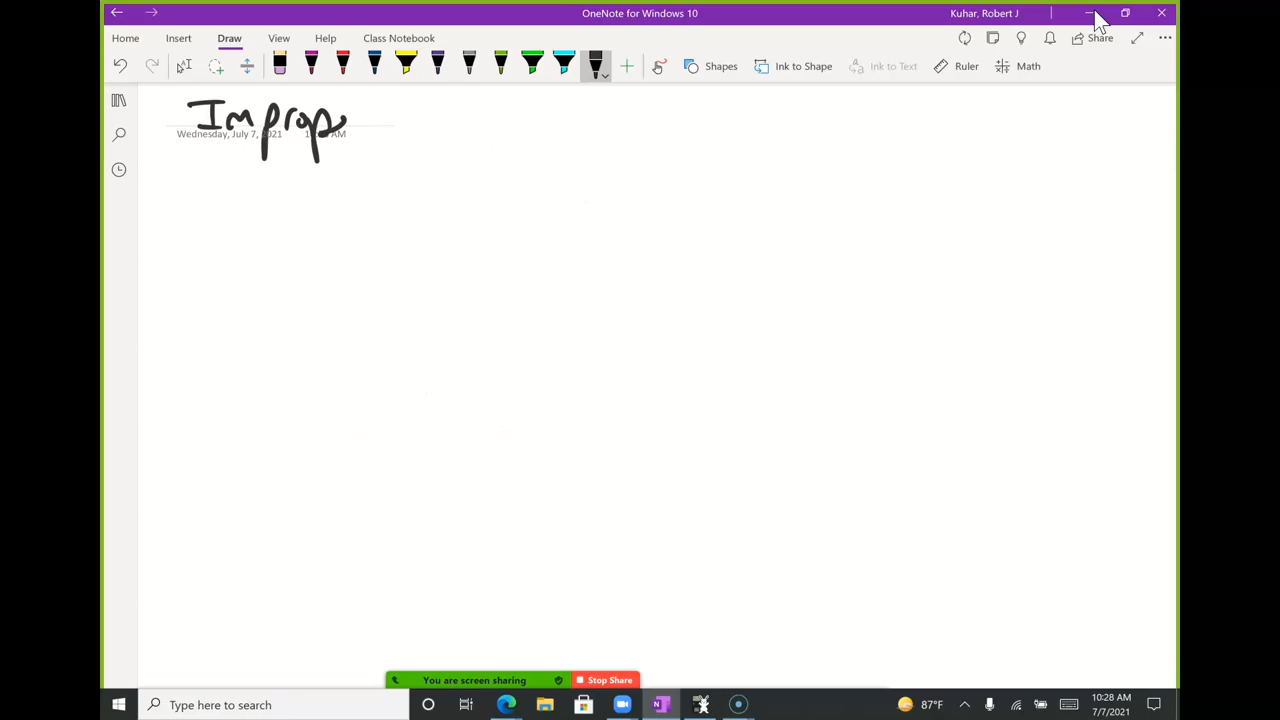 OneNote for Windows 10
Kuhar, Robert J
Home Insert Draw View Help Class Notebook
Share
Shapes Ink to Shape Ink to Text Ruler Math
Improp
Wednesday, July 7, 2021 AM
You are screen sharing Stop Share
Type here to search
87°F
10:28 AM
7/7/2021